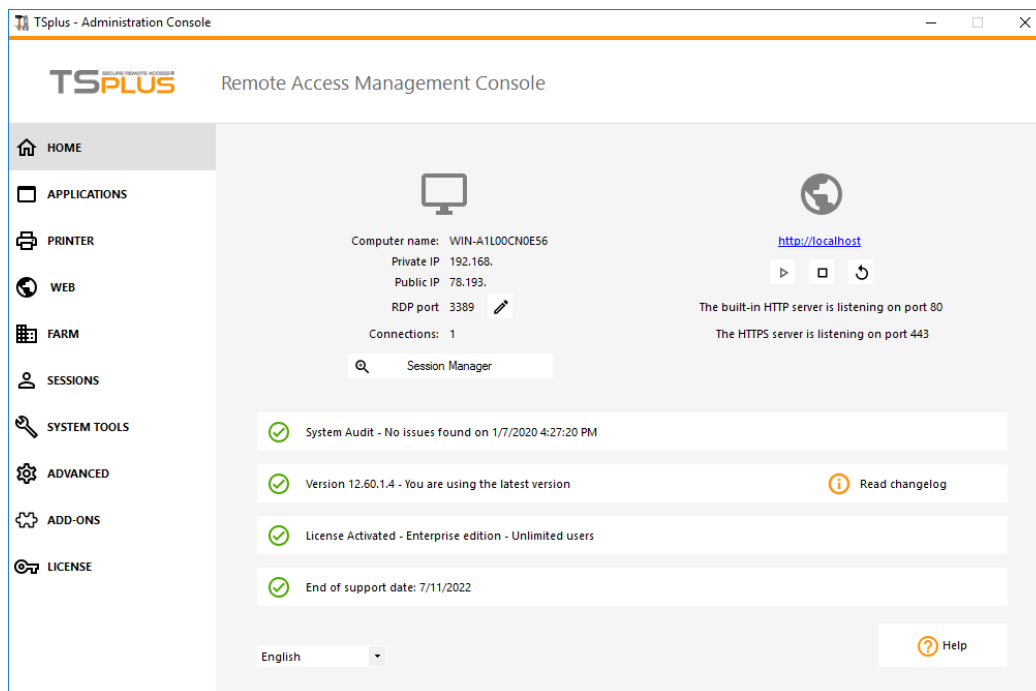 TSplus - Administration Console
TSPLUS SECURE REMOTE ACCESS®
Remote Access Management Console
HOME
APPLICATIONS
PRINTER
WEB
FARM
SESSIONS
SYSTEM TOOLS
ADVANCED
ADD-ONS
LICENSE
Computer name: WIN-A1L00CN0E56
Private IP 192.168.
Public IP 78.193.
RDP port 3389
Connections: 1
Session Manager
http://localhost
The built-in HTTP server is listening on port 80
The HTTPS server is listening on port 443
System Audit - No issues found on 1/7/2020 4:27:20 PM
Version 12.60.1.4 - You are using the latest version
Read changelog
License Activated - Enterprise edition - Unlimited users
End of support date: 7/11/2022
English
Help